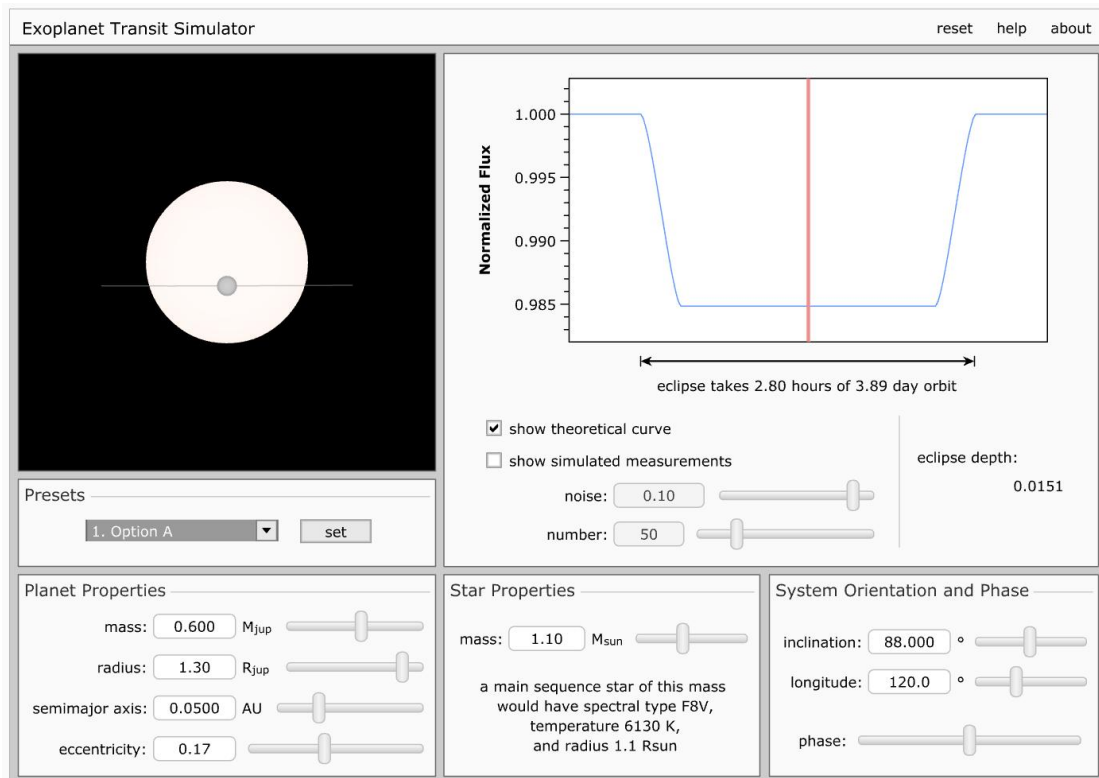 Exoplanet Transit Simulator
reset help about
Normalized Flux
1.000
0.995
0.990
0.985
eclipse takes 2.80 hours of 3.89 day orbit
show theoretical curve
show simulated measurements
noise: 0.10
number: 50
eclipse depth:
0.0151
Presets
1. Option A
set
Planet Properties
mass: 0.600 Mjup
radius: 1.30 Rjup
semimajor axis: 0.0500 AU
eccentricity: 0.17
Star Properties
mass: 1.10 Msun
a main sequence star of this mass
would have spectral type F8V,
temperature 6130 K,
and radius 1.1 Rsun
System Orientation and Phase
inclination: 88.000 °
longitude: 120.0 °
phase: